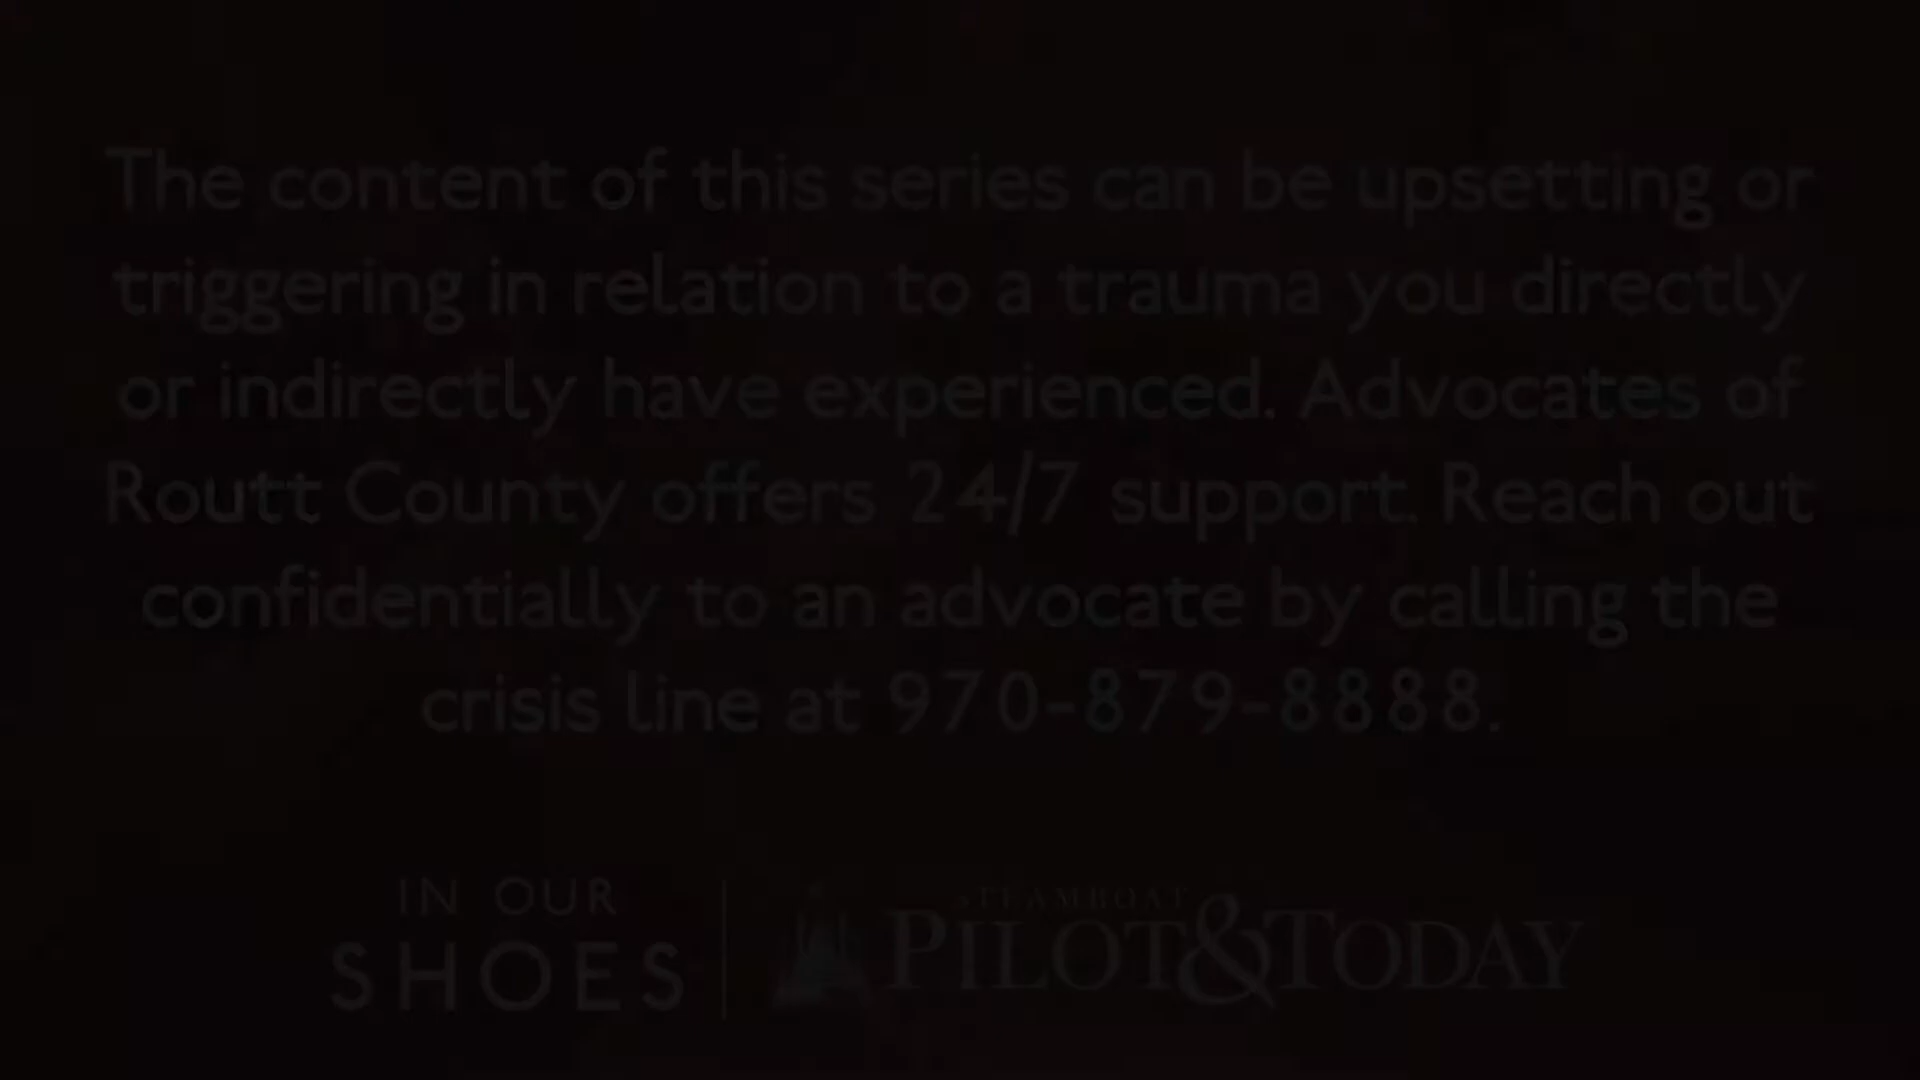 The content of this series can be upsetting or
triggering in relation to a trauma you directly
or indirectly have experienced. Advocates of
Routt County offers 24/7 support. Reach out
confidentially to an advocate by calling the
crisis line at 970-879-8888.
IN OUR
SHOES
STEAMBOAT
PILOT&TODAY